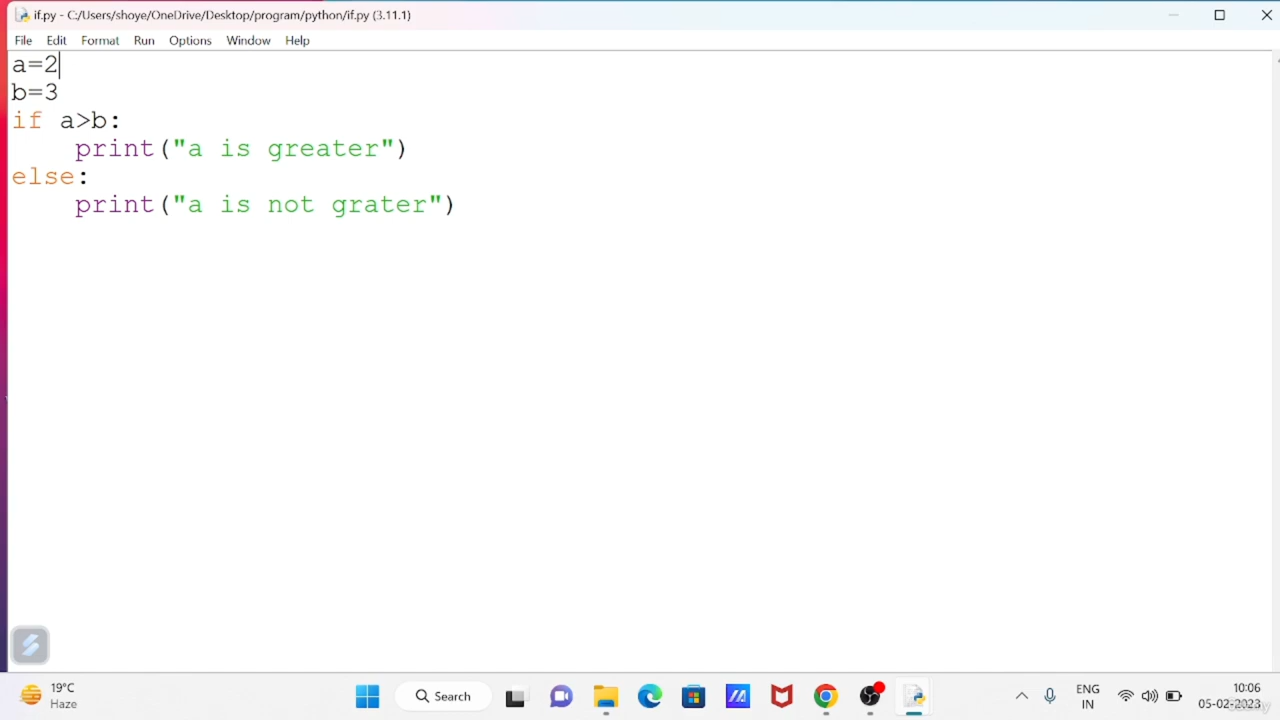 if.py - C:/Users/shoye/OneDrive/Desktop/program/python/if.py (3.11.1)
File Edit Format Run Options Window Help
a=2
b=3
if a>b:
    print("a is greater")
else:
    print("a is not grater")
19°C
Haze
Search
ENG
IN
10:06
05-02-2023